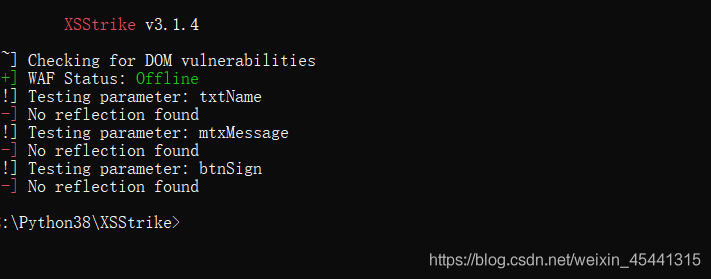 XSStrike v3.1.4
~] Checking for DOM vulnerabilities
+] WAF Status: Offline
!] Testing parameter: txtName
-] No reflection found
!] Testing parameter: mtxMessage
-] No reflection found
!] Testing parameter: btnSign
-] No reflection found
:\Python38\XSStrike>
https://blog.csdn.net/weixin_45441315